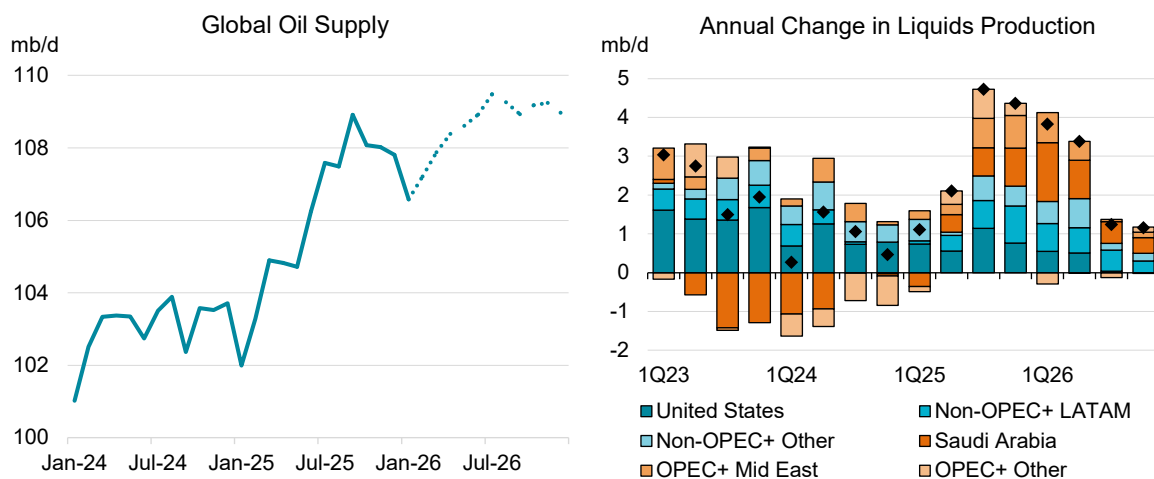 Global Oil Supply
mb/d
110
108
106
104
102
100
Jan-24 Jul-24 Jan-25 Jul-25 Jan-26 Jul-26
Annual Change in Liquids Production
mb/d
5
4
3
2
1
0
-1
-2
1Q23 1Q24 1Q25 1Q26
United States Non-OPEC+ LATAM
Non-OPEC+ Other Saudi Arabia
OPEC+ Mid East OPEC+ Other